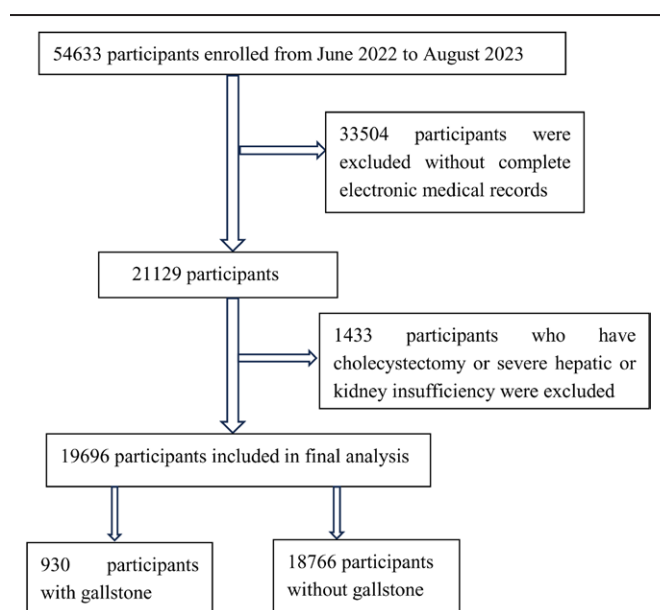 54633 participants enrolled from June 2022 to August 2023
33504 participants were
excluded without complete
electronic medical records
21129 participants
1433 participants who have
cholecystectomy or severe hepatic or
kidney insufficiency were excluded
19696 participants included in final analysis
930 participants
with gallstone
18766 participants
without gallstone